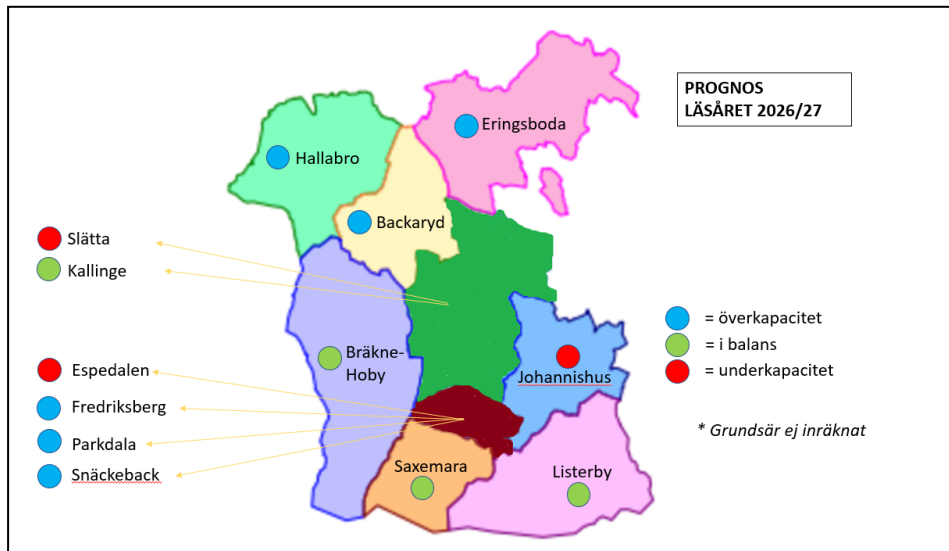 PROGNOS
LÄSÅRET 2026/27
Eringsboda
Hallabro
Backaryd
Slätta
Kallinge
Bräkne-
Hoby
Johannishus
= överkapacitet
= i balans
= underkapacitet
Espedalen
Fredriksberg
Parkdala
Snäckeback
* Grundsär ej inräknat
Saxemara
Listerby